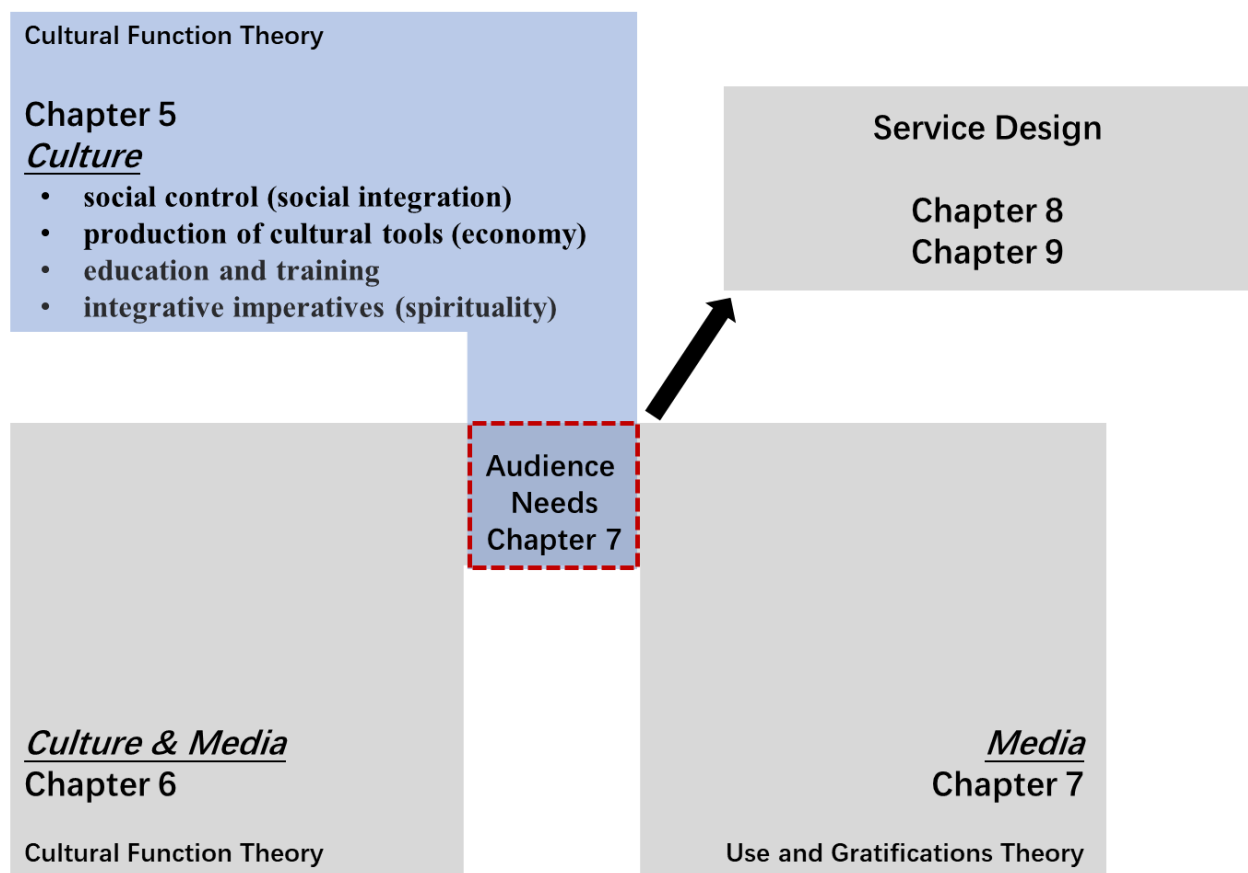 Cultural Function Theory
Chapter 5
Culture
• social control (social integration)
• production of cultural tools (economy)
• education and training
• integrative imperatives (spirituality)
Service Design
Chapter 8
Chapter 9
Audience
Needs
Chapter 7
Culture & Media
Chapter 6
Cultural Function Theory
Media
Chapter 7
Use and Gratifications Theory